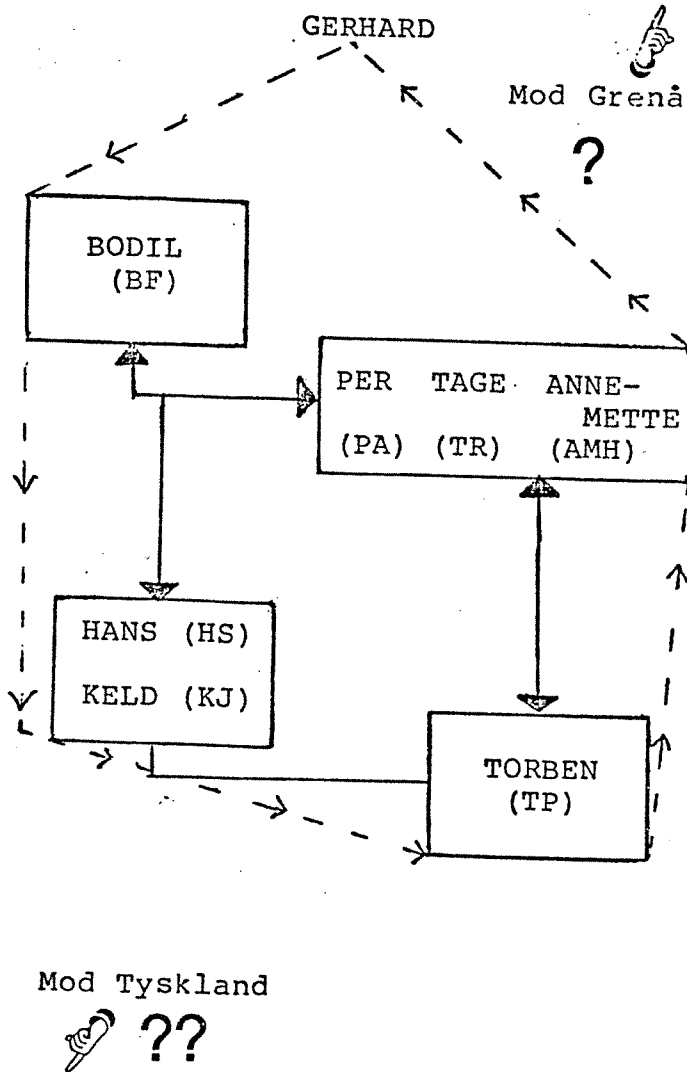 GERHARD
Mod Grenå
?
BODIL
(BF)
PER TAGE ANNE-
METTE
(PA) (TR) (AMH)
HANS (HS)
KELD (KJ)
TORBEN
(TP)
Mod Tyskland
??